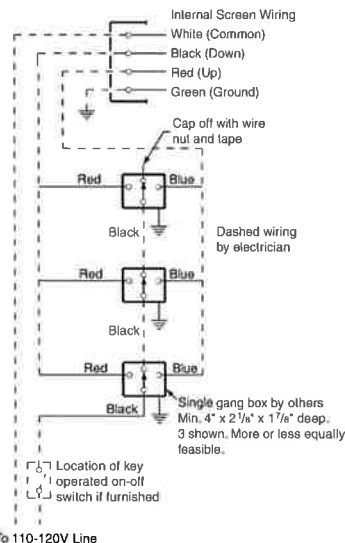 Internal Screen Wiring
White (Common)
Black (Down)
Red (Up)
Green (Ground)
Cap off with wire
nut and tape
Red
Blue
Black
Dashed wiring
by electrician
Red
Blue
Black
Red
Blue
Black
Single gang box by others
Min. 4" x 2 1/8" x 1 7/8" deep.
3 shown. More or less equally
feasible.
Location of key
operated on-off
switch if furnished
o 110-120V Line